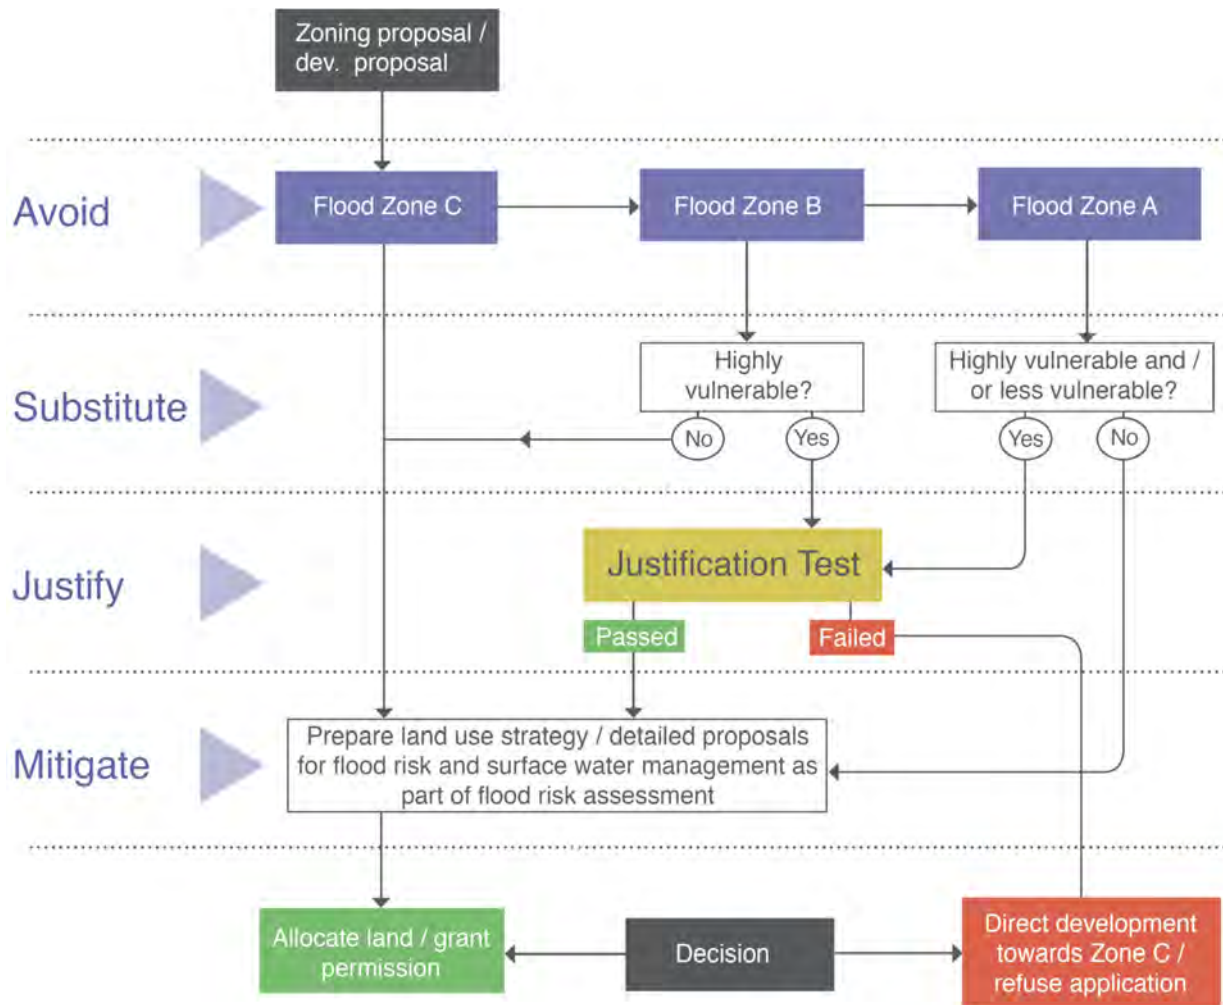 Zoning proposal /
dev. proposal
Avoid
Flood Zone C
Flood Zone B
Flood Zone A
Substitute
Highly
vulnerable?
Highly vulnerable and /
or less vulnerable?
No
Yes
Yes
No
Justify
Justification Test
Passed
Failed
Mitigate
Prepare land use strategy / detailed proposals
for flood risk and surface water management as
part of flood risk assessment
Allocate land / grant
permission
Decision
Direct development
towards Zone C /
refuse application